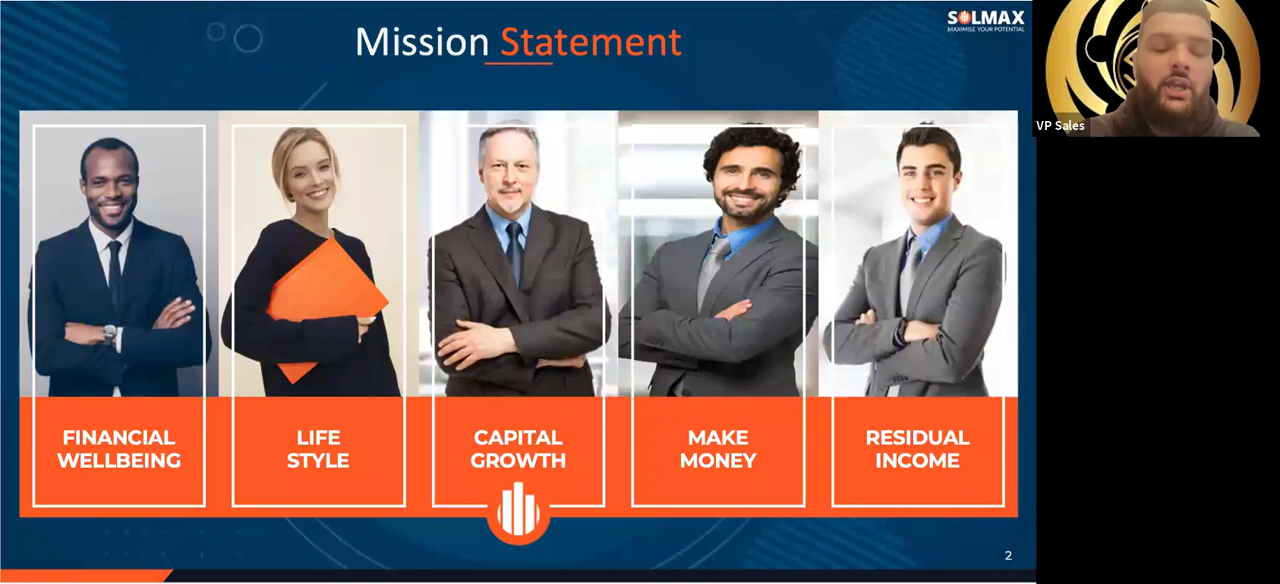 Mission Statement
SOLMAX
MAXIMISE YOUR POTENTIAL
VP Sales
FINANCIAL
WELLBEING
LIFE
STYLE
CAPITAL
GROWTH
MAKE
MONEY
RESIDUAL
INCOME
2